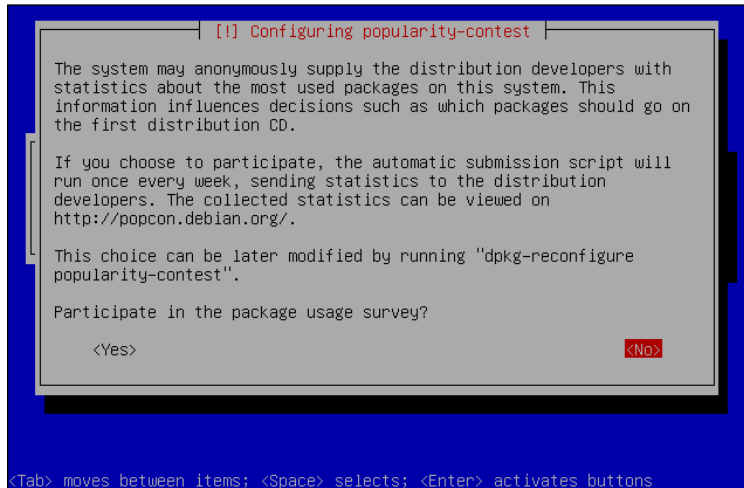 [!] Configuring popularity-contest
The system may anonymously supply the distribution developers with
statistics about the most used packages on this system. This
information influences decisions such as which packages should go on
the first distribution CD.
If you choose to participate, the automatic submission script will
run once every week, sending statistics to the distribution
developers. The collected statistics can be viewed on
http://popcon.debian.org/.
This choice can be later modified by running "dpkg-reconfigure
popularity-contest".
Participate in the package usage survey?
<Yes> <No>
<Tab> moves between items; <Space> selects; <Enter> activates buttons